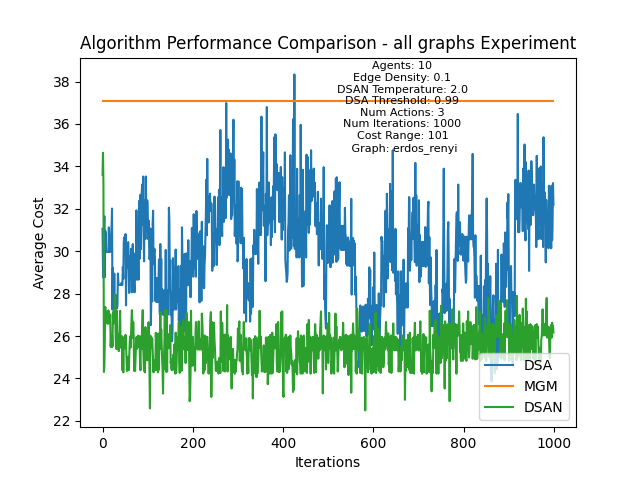 Algorithm Performance Comparison - all graphs Experiment
Agents: 10
Edge Density: 0.1
DSAN Temperature: 2.0
DSA Threshold: 0.99
Num Actions: 3
Num Iterations: 1000
Cost Range: 101
Graph: erdos_renyi
Average Cost
38
36
34
32
30
28
26
24
22
0
200
400
600
800
1000
Iterations
DSA
MGM
DSAN